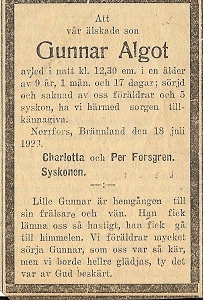 Att
vår älskade son
Gunnar Algot
avled i natt kl. 12,30 em. i en ålder
av 9 år, 1 mån. och 17 dagar; sörjd
och saknad av oss föräldrar och 5
syskon, ha vi härmed sorgen till-
kännagiva.
Norrfors, Brännland den 18 juli
Charlotta och Per Forsgren.
Syskonen.
Lille Gunnar är hemgången till
sin frälsare och vän. Han fick
lämna oss så hastigt, han fick gå
till himmelen. Vi föräldrar mycket
sörja Gunnar, som oss var så kär,
men vi borde hellre glädjas, ty det
var av Gud beskärt.